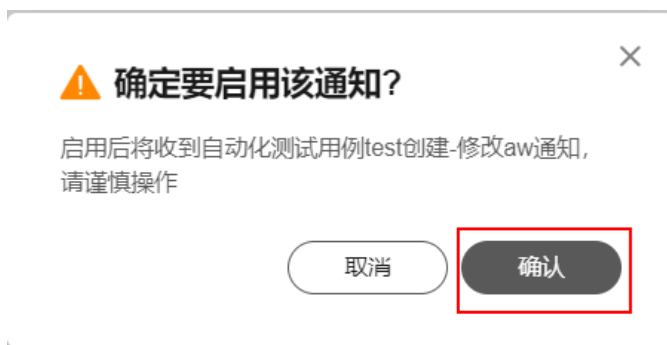 确定要启用该通知?
启用后将收到自动化测试用例test创建-修改aw通知，
请谨慎操作
取消
确认